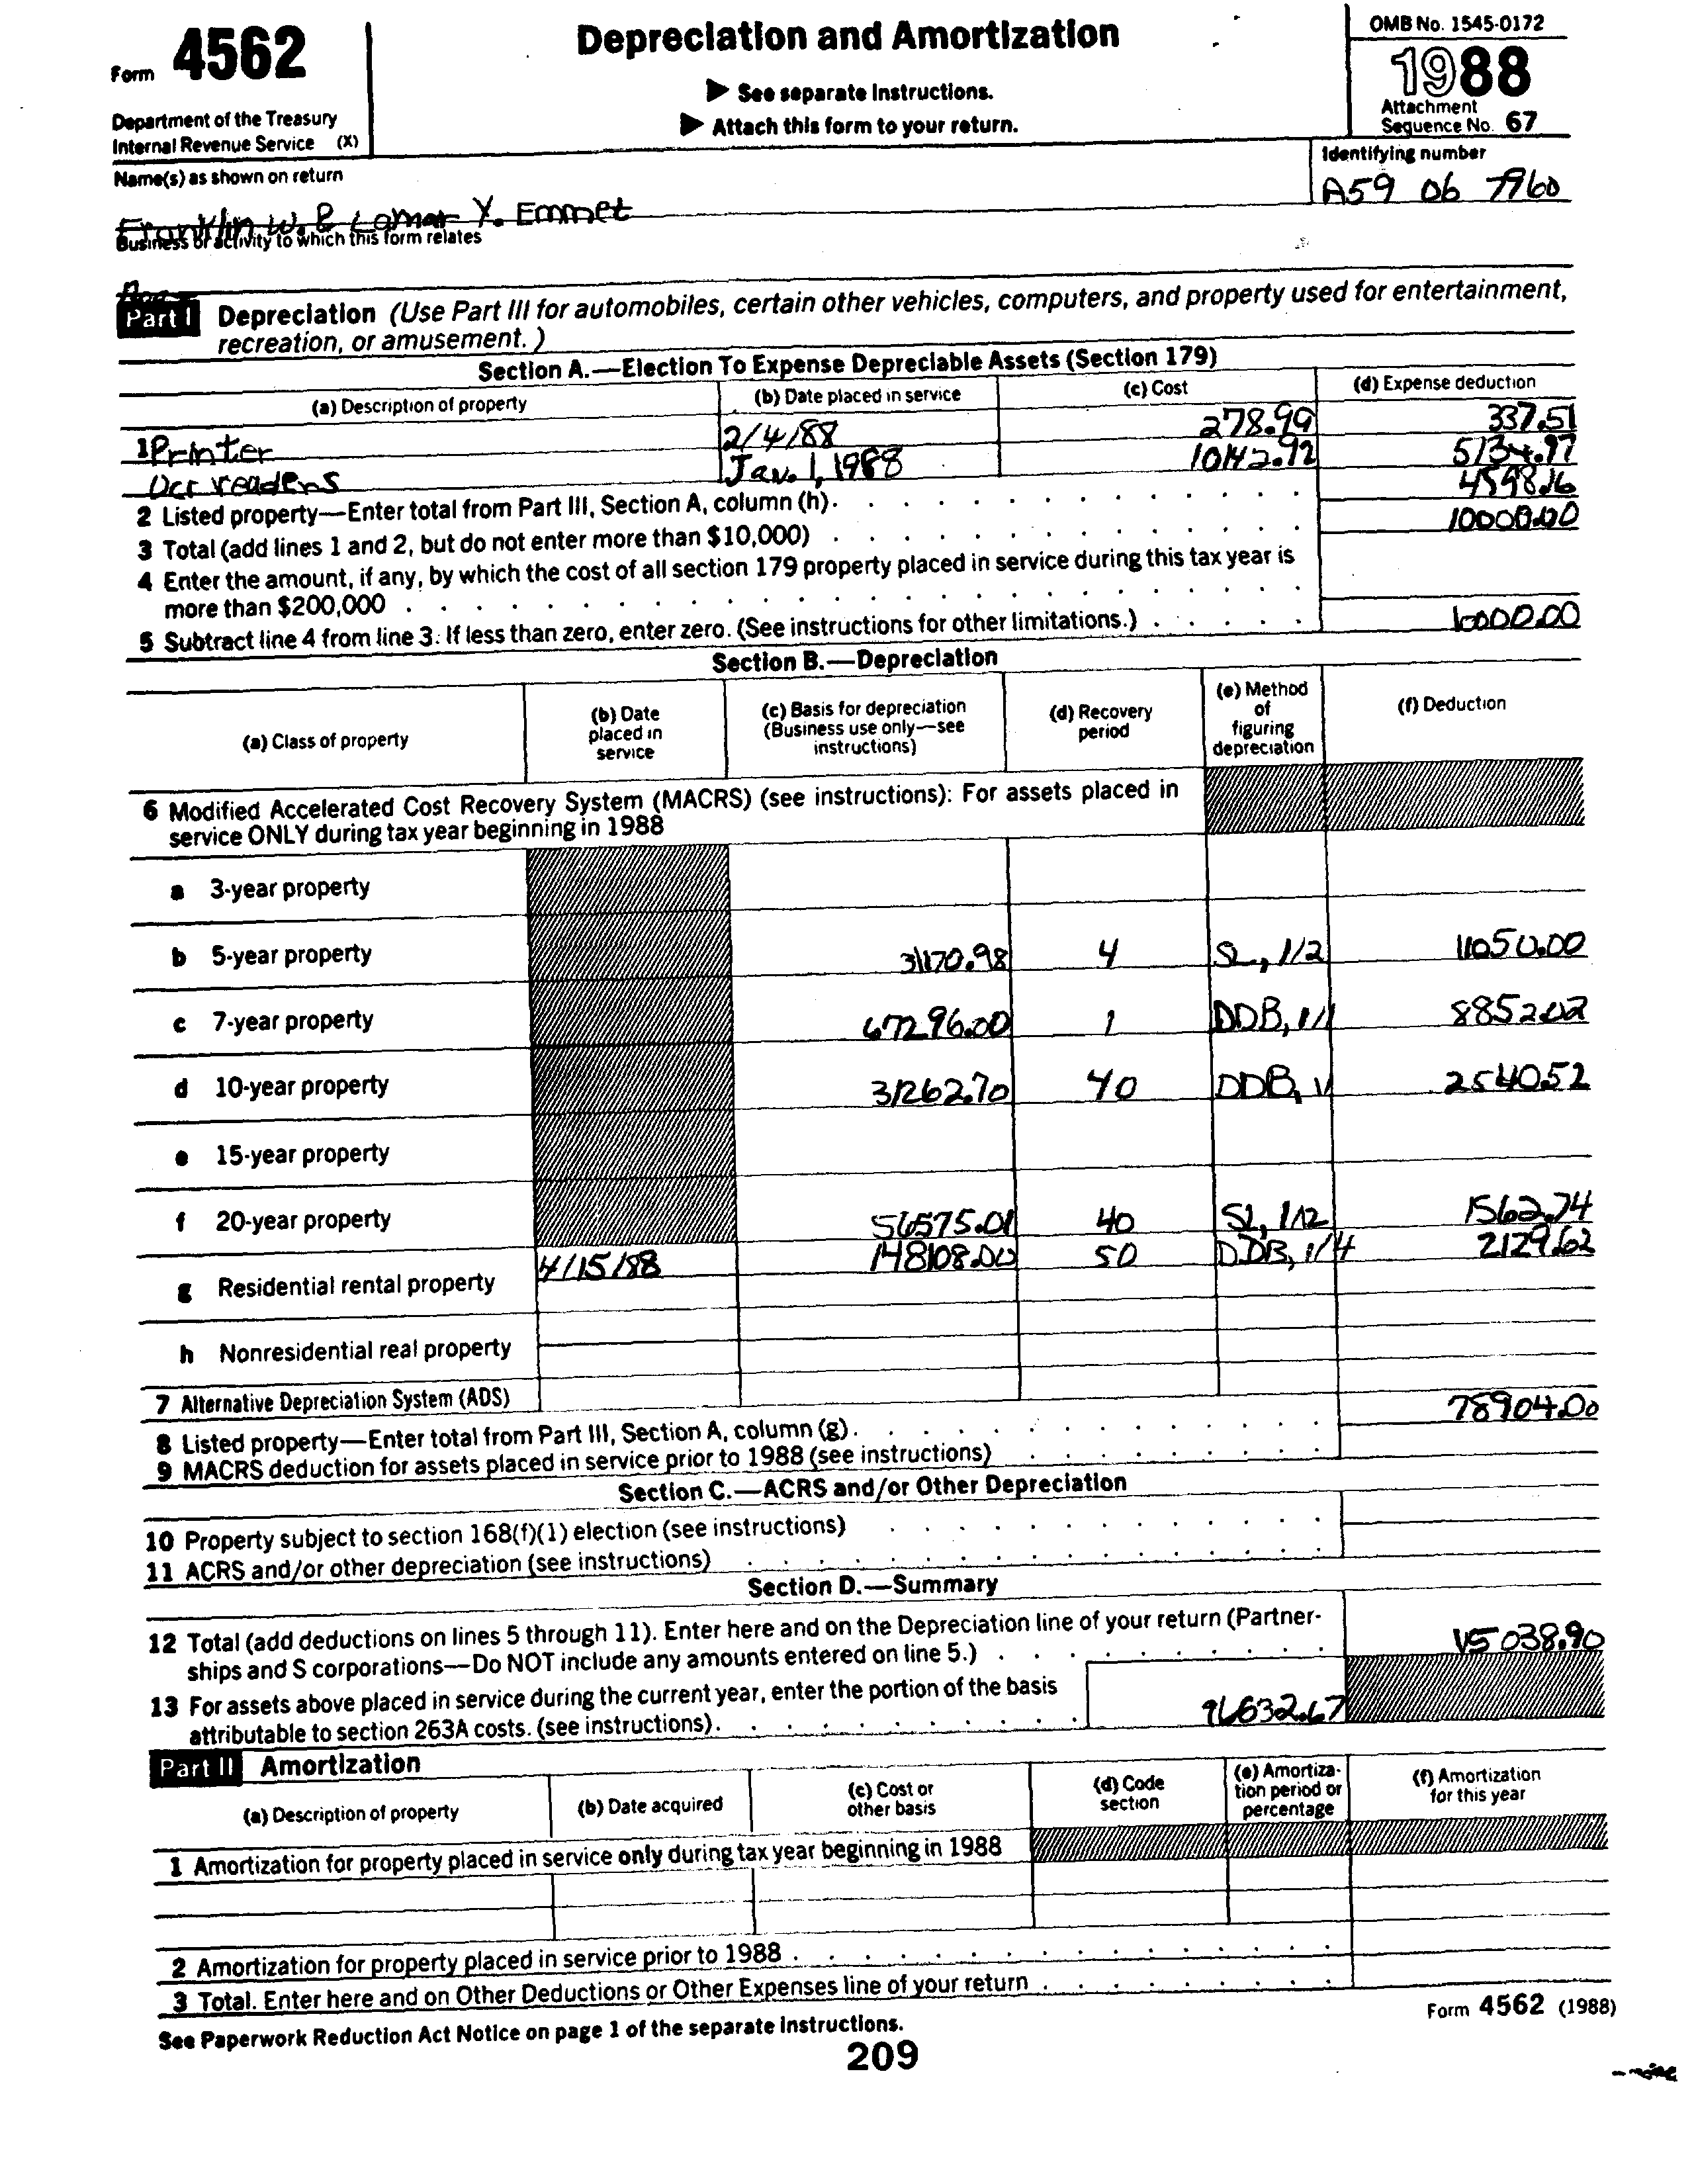 Form 4562
Department of the Treasury
Internal Revenue Service (X)
Depreciation and Amortization
▶ See separate Instructions.
▶ Attach this form to your return.
OMB No. 1545-0172
1988
Attachment
Sequence No. 67
Name(s) as shown on return
Franklin W. & Lamar Y. Emmet
Identifying number
A59 06 7960
Business or activity to which this form relates
Part I Depreciation (Use Part III for automobiles, certain other vehicles, computers, and property used for entertainment,
recreation, or amusement.)
Section A.—Election To Expense Depreciable Assets (Section 179)
(a) Description of property (b) Date placed in service (c) Cost (d) Expense deduction
1 Printer 2/4/88 278.99 337.51
Ocr readers Jan. 1, 1988 10142.92 5134.97
2 Listed property—Enter total from Part III, Section A, column (h). 4598.16
3 Total (add lines 1 and 2, but do not enter more than $10,000) 10000.00
4 Enter the amount, if any, by which the cost of all section 179 property placed in service during this tax year is
more than $200,000
5 Subtract line 4 from line 3. If less than zero, enter zero. (See instructions for other limitations.)
Section B.—Depreciation
(a) Class of property
(b) Date
placed in
service
(c) Basis for depreciation
(Business use only—see
instructions)
(d) Recovery
period
(e) Method
of
figuring
depreciation
(f) Deduction
6 Modified Accelerated Cost Recovery System (MACRS) (see instructions): For assets placed in
service ONLY during tax year beginning in 1988
a 3-year property
b 5-year property 31170.98 4 SL, 1/2 11050.00
c 7-year property 67296.00 1 DDB, 1/1 8852.02
d 10-year property 31262.70 40 DDB, 2540.52
e 15-year property
f 20-year property 56575.01 40 SL, 1/12 1562.74
g Residential rental property 4/15/88 148108.00 50 DDB, 1/4 2129.62
h Nonresidential real property
7 Alternative Depreciation System (ADS)
8 Listed property—Enter total from Part III, Section A, column (g). 78904.00
9 MACRS deduction for assets placed in service prior to 1988 (see instructions)
Section C.—ACRS and/or Other Depreciation
10 Property subject to section 168(f)(1) election (see instructions)
11 ACRS and/or other depreciation (see instructions)
Section D.—Summary
12 Total (add deductions on lines 5 through 11). Enter here and on the Depreciation line of your return (Partner-
ships and S corporations—Do NOT include any amounts entered on line 5.)
13 For assets above placed in service during the current year, enter the portion of the basis
attributable to section 263A costs. (see instructions). 96632.67
Part II Amortization
(a) Description of property
(b) Date acquired
(c) Cost or
other basis
(d) Code
section
(e) Amortiza-
tion period or
percentage
(f) Amortization
for this year
1 Amortization for property placed in service only during tax year beginning in 1988
2 Amortization for property placed in service prior to 1988
3 Total. Enter here and on Other Deductions or Other Expenses line of your return
See Paperwork Reduction Act Notice on page 1 of the separate instructions.
Form 4562 (1988)
209